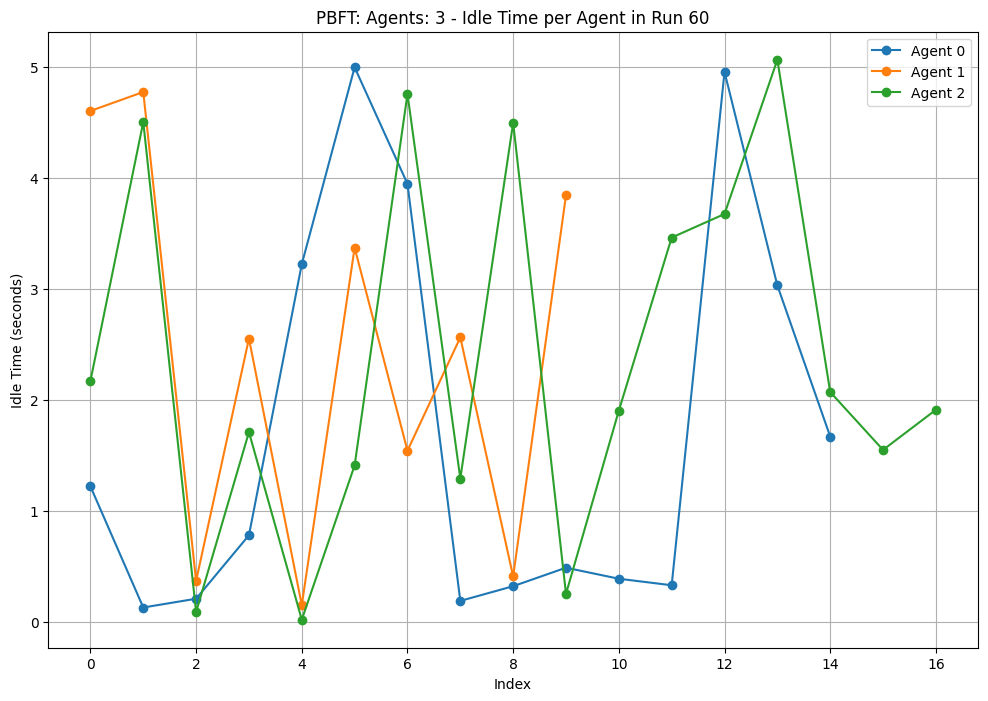 PBFT: Agents: 3 - Idle Time per Agent in Run 60
Agent 0
Agent 1
Agent 2
Idle Time (seconds)
5
4
3
2
1
0
0 2 4 6 8 10 12 14 16
Index